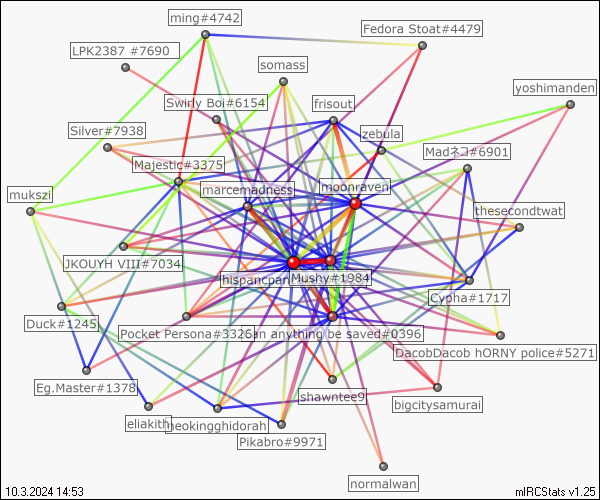 ming#4742
Fedora Stoat#4479
LPK2387 #7690
somass
yoshimanden
Swirly Boi#6154
frisout
Silver#7938
zebula
Madネコ#6901
Majestic#3375
marcemadness
moonraven
mukszi
thesecondtwat
JKOUYH VIII#7034
hispancpan
Mushy#1984
Cypha#1717
Duck#1245
Pocket Persona#3326
can anything be saved#0396
DacobDacob hORNY police#5271
Eg.Master#1378
shawntee9
bigcitysamurai
eliakith
neokingghidorah
Pikabro#9971
normalwan
10.3.2024 14:53
mIRCStats v1.25